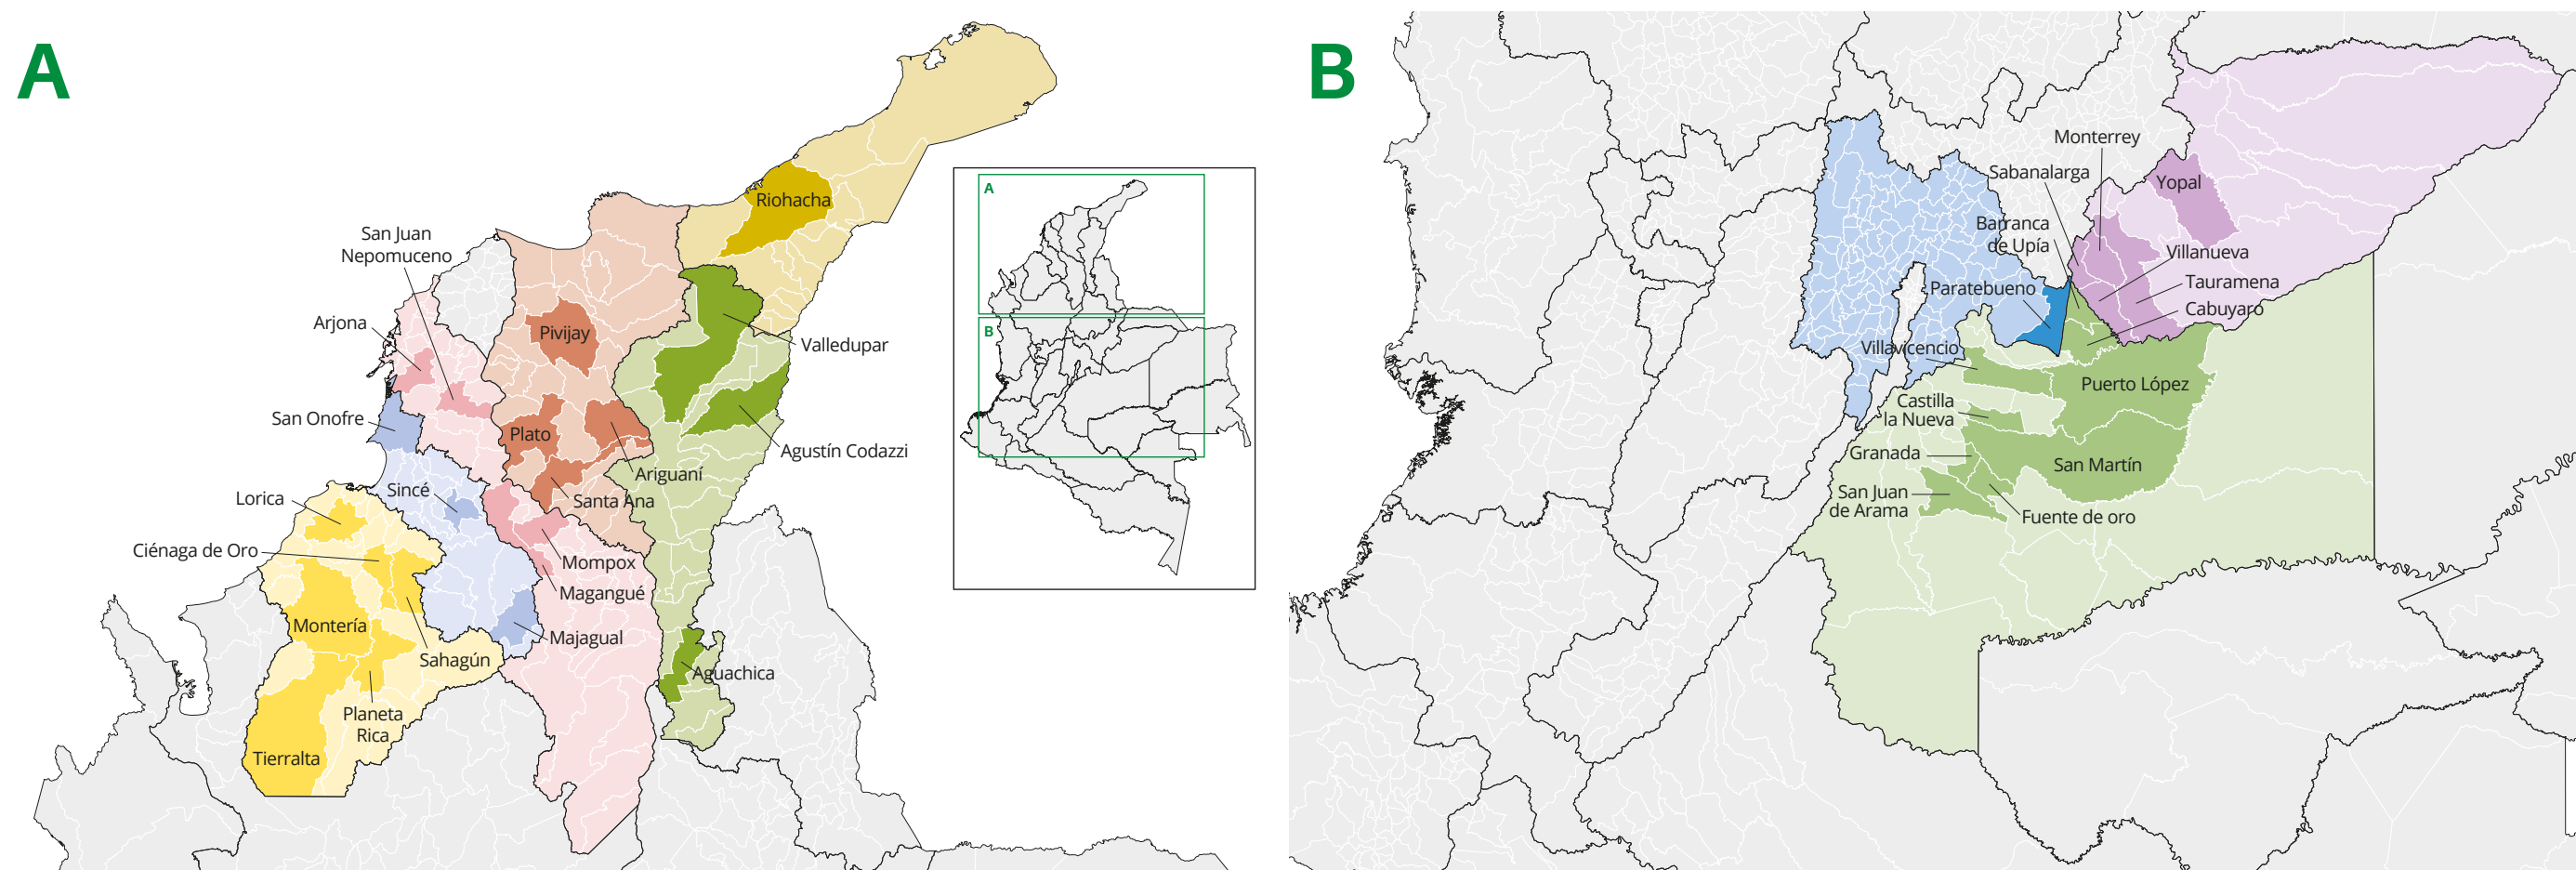 A
Riohacha
San Juan
Nepomuceno
Arjona
Pivijay
Valledupar
San Onofre
Plato
Agustín Codazzi
Ariguaní
Santa Ana
Sincé
Lorica
Ciénaga de Oro
Mompox
Magangué
Montería
Majagual
Sahagún
Aguachica
Planeta
Rica
Tierralta
A
B
B
Monterrey
Sabanalarga
Yopal
Barranca
de Upía
Villanueva
Tauramena
Paratebueno
Cabuyaro
Villavicencio
Puerto López
Castilla
la Nueva
Granada
San Martín
San Juan
de Arama
Fuente de oro